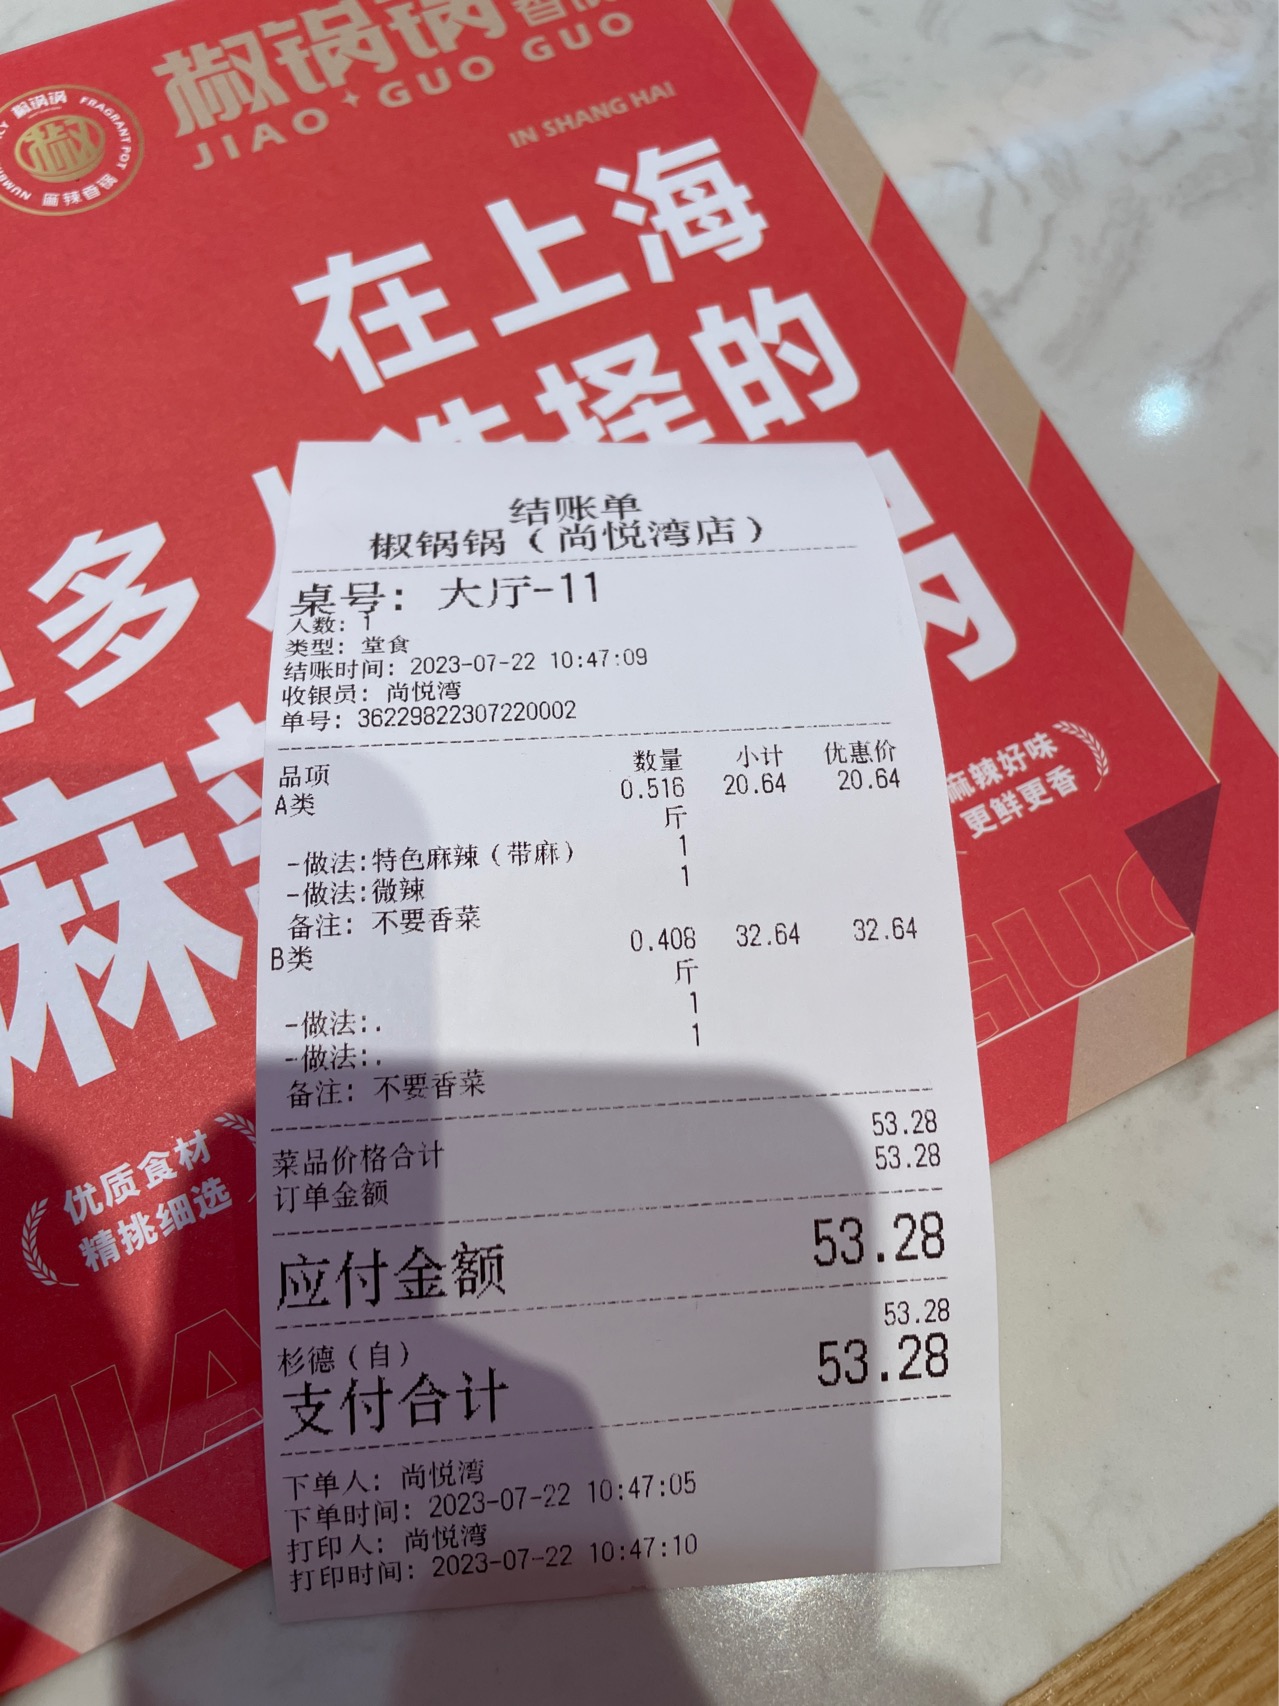 椒锅锅
JIAO GUO GUO
IN SHANG HAI
椒锅锅 FRAGRANT POT
椒
在上海
选择的
多人 锅
麻辣
麻辣好味
更鲜更香
优质食材
精挑细选
结账单
椒锅锅（尚悦湾店）
桌号： 大厅-11
人数: 1
类型: 堂食
结账时间: 2023-07-22 10:47:09
收银员: 尚悦湾
单号: 36229822307220002
品项 数量 小计 优惠价
A类 0.516 20.64 20.64
斤
-做法:特色麻辣（带麻） 1
-做法:微辣 1
备注: 不要香菜
B类 0.408 32.64 32.64
斤
-做法:. 1
-做法:. 1
备注: 不要香菜
菜品价格合计 53.28
订单金额 53.28
应付金额 53.28
杉德（自） 53.28
支付合计 53.28
下单人: 尚悦湾
下单时间: 2023-07-22 10:47:05
打印人: 尚悦湾
打印时间: 2023-07-22 10:47:10